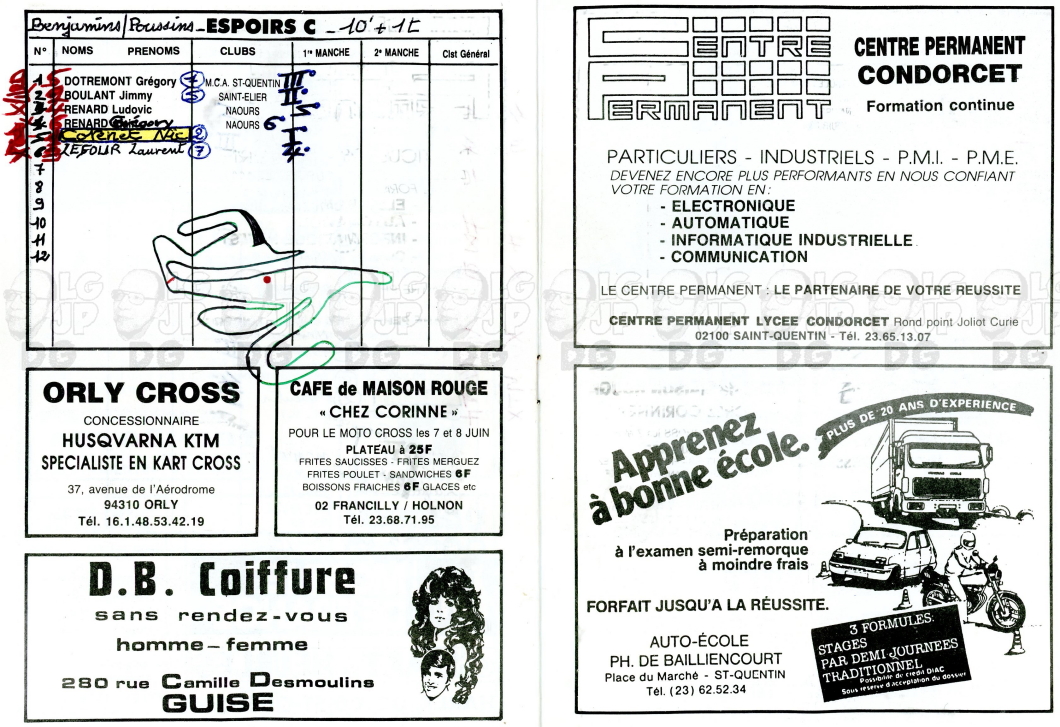 Benjamins/Poussins - ESPOIRS C - 10' + 1t
N° NOMS PRENOMS CLUBS 1re MANCHE 2e MANCHE Clst Général
1 DOTREMONT Grégory M.C.A. ST-QUENTIN III°
2 BOULANT Jimmy SAINT-ELIER II°
3 RENARD Ludovic NAOURS
4 RENARD Grégory NAOURS 6
Nic 2
6 LEFOUR Laurent 7
7
8
9
10
11
12
ORLY CROSS
CONCESSIONNAIRE
HUSQVARNA KTM
SPECIALISTE EN KART CROSS
37, avenue de l'Aérodrome
94310 ORLY
Tél. 16.1.48.53.42.19
CAFE de MAISON ROUGE
« CHEZ CORINNE »
POUR LE MOTO CROSS les 7 et 8 JUIN
PLATEAU à 25F
FRITES SAUCISSES - FRITES MERGUEZ
FRITES POULET - SANDWICHES 6F
BOISSONS FRAICHES 6F GLACES etc
02 FRANCILLY / HOLNON
Tél. 23.68.71.95
D.B. Coiffure
sans rendez-vous
homme - femme
280 rue Camille Desmoulins
GUISE
CENTRE
PERMANENT
CENTRE PERMANENT
CONDORCET
Formation continue
PARTICULIERS - INDUSTRIELS - P.M.I. - P.M.E.
DEVENEZ ENCORE PLUS PERFORMANTS EN NOUS CONFIANT
VOTRE FORMATION EN :
- ELECTRONIQUE
- AUTOMATIQUE
- INFORMATIQUE INDUSTRIELLE
- COMMUNICATION
LE CENTRE PERMANENT : LE PARTENAIRE DE VOTRE REUSSITE
CENTRE PERMANENT LYCEE CONDORCET Rond point Joliot Curie
02100 SAINT-QUENTIN - Tél. 23.65.13.07
PLUS DE 20 ANS D'EXPERIENCE
Apprenez
à bonne école.
Préparation
à l'examen semi-remorque
à moindre frais
FORFAIT JUSQU'A LA RÉUSSITE.
AUTO-ÉCOLE
PH. DE BAILLIENCOURT
Place du Marché - ST-QUENTIN
Tél. (23) 62.52.34
3 FORMULES:
STAGES
PAR DEMI JOURNEES
TRADITIONNEL
Possibilité de crédit DIAC
Sous réserve d'acceptation du dossier
LG
JP
DG